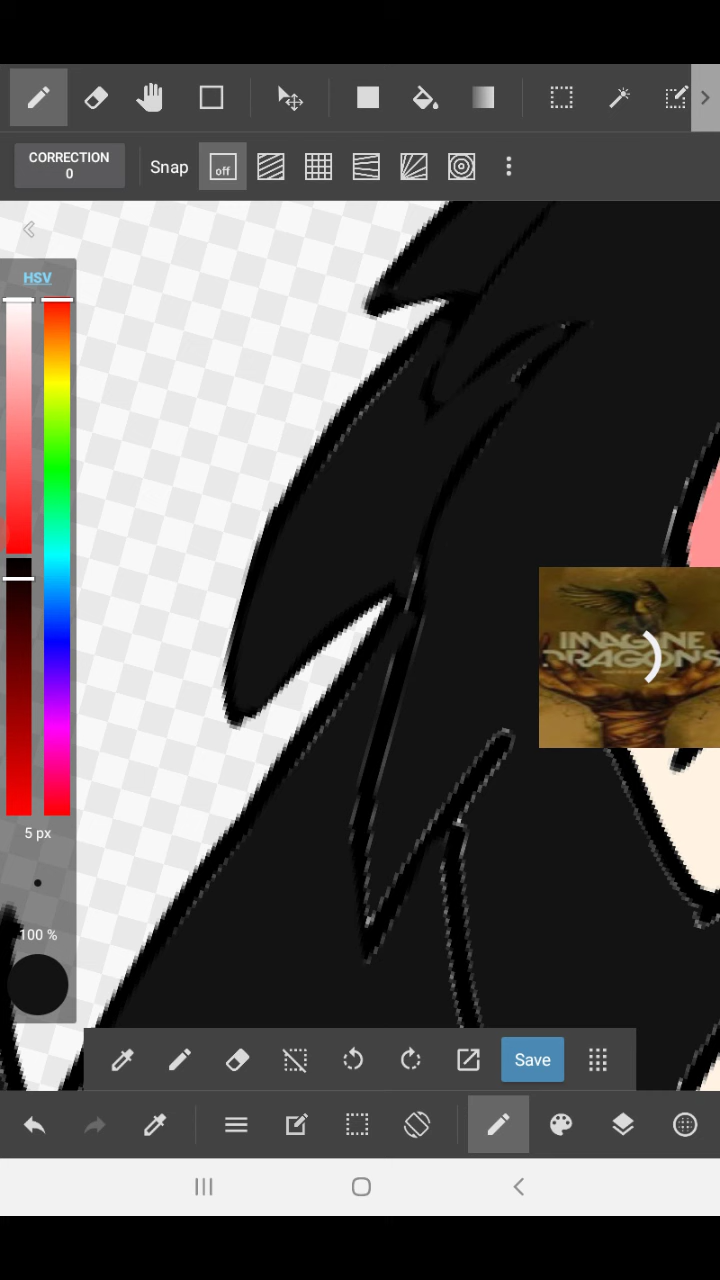 CORRECTION
0
Snap
off
HSV
IMAGINE
DRAGONS
5 px
100 %
Save